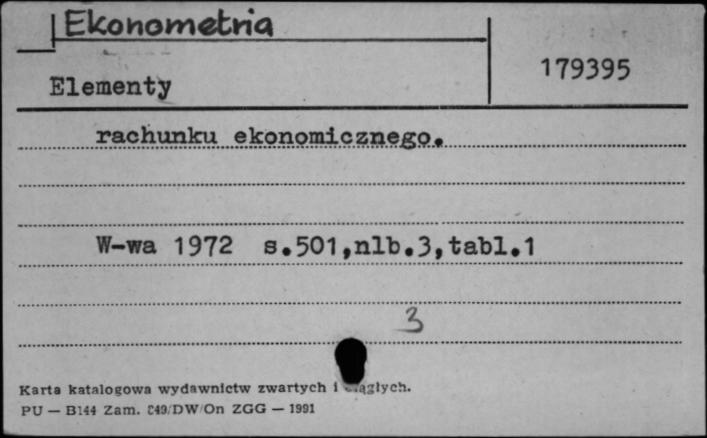 Ekonometria
179395
Elementy
rachunku ekonomicznego.
W-wa 1972 s.501,nlb.3,tabl.1
3
Karta katalogowa wydawnictw zwartych i
PU — B144 Zam. /DW/On ZGG — 1991